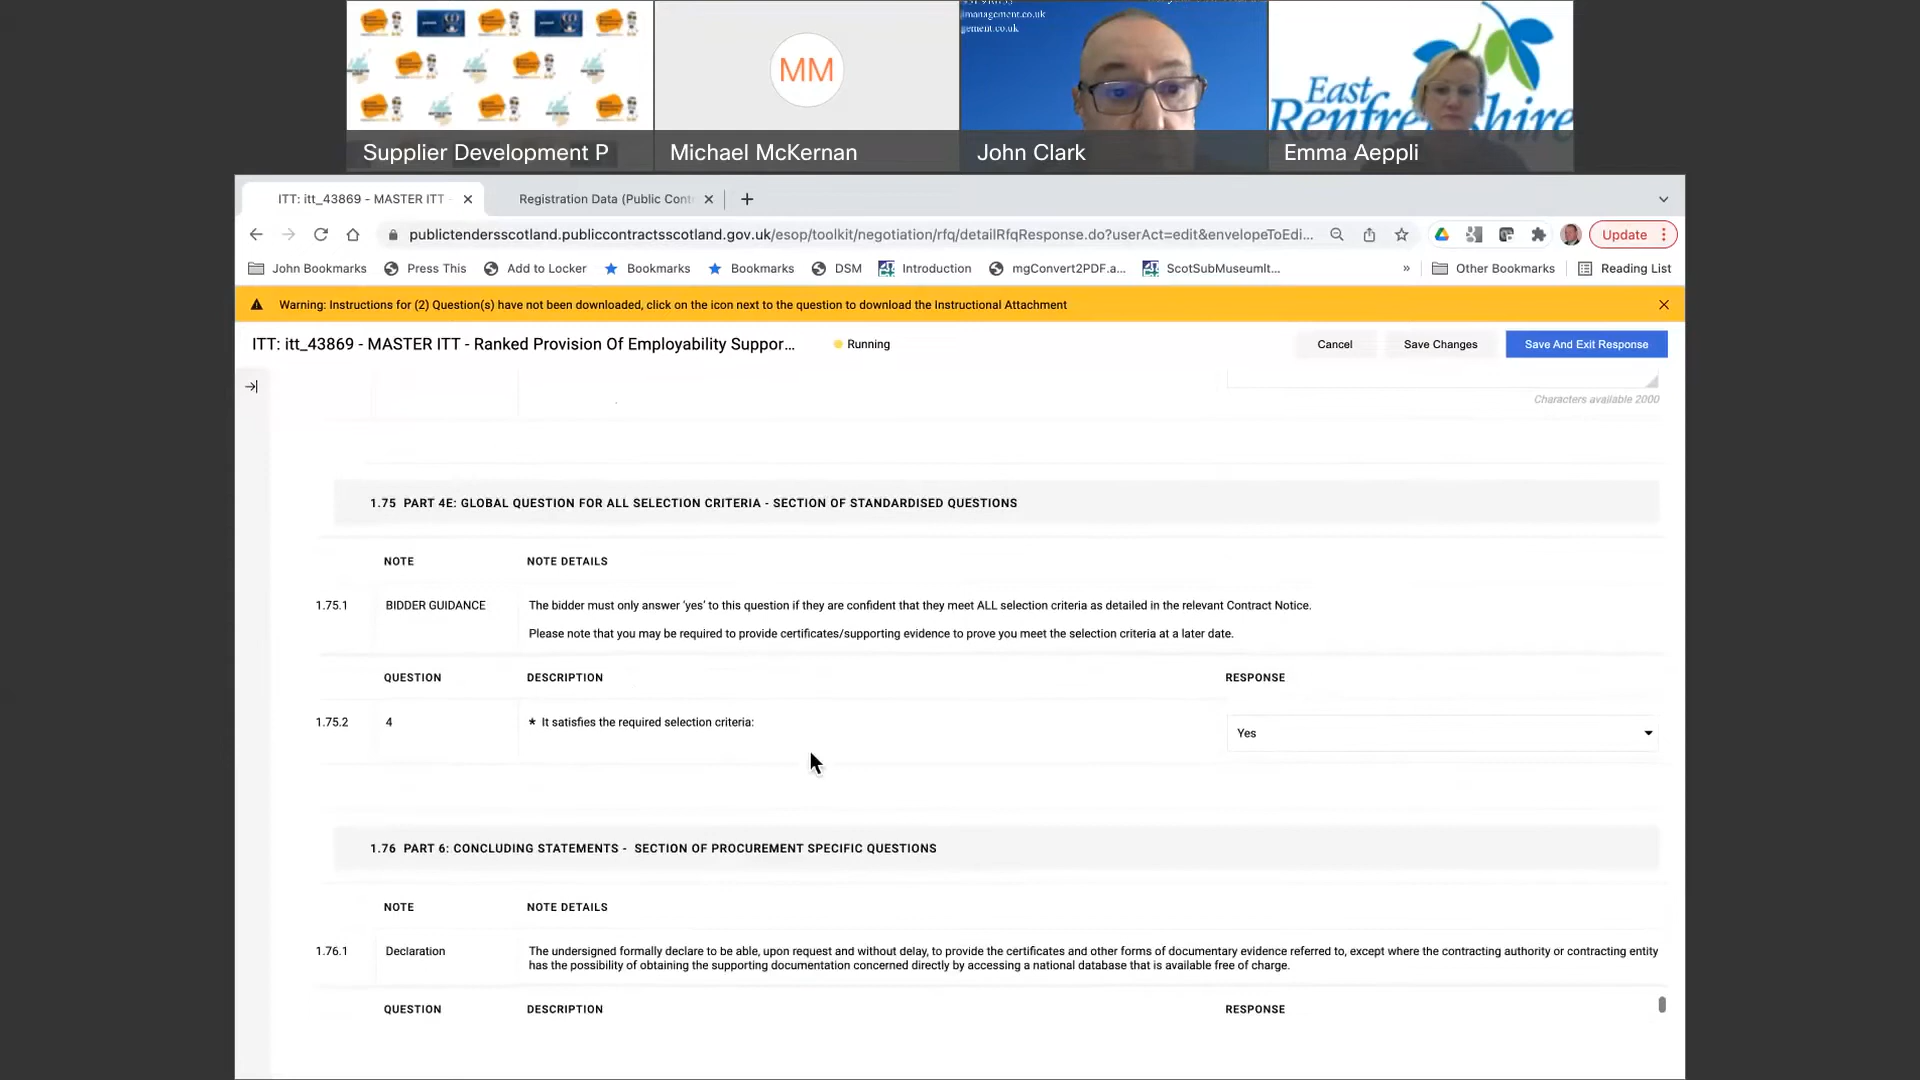 imanagement.co.uk
gement.co.uk
MM
East
Renfrewshire
Supplier Development P
Michael McKernan
John Clark
Emma Aeppli
ITT: itt_43869 - MASTER ITT -
Registration Data (Public Cont
publictendersscotland.publiccontractsscotland.gov.uk/esop/toolkit/negotiation/rfq/detailRfqResponse.do?userAct=edit&envelopeToEdi...
Update
John Bookmarks
Press This
Add to Locker
Bookmarks
Bookmarks
DSM
Introduction
mgConvert2PDF.a...
ScotSubMuseumIt...
»
Other Bookmarks
Reading List
Warning: Instructions for (2) Question(s) have not been downloaded, click on the icon next to the question to download the Instructional Attachment
ITT: itt_43869 - MASTER ITT - Ranked Provision Of Employability Suppor...
Running
Cancel
Save Changes
Save And Exit Response
Characters available 2000
1.75 PART 4E: GLOBAL QUESTION FOR ALL SELECTION CRITERIA - SECTION OF STANDARDISED QUESTIONS
NOTE
NOTE DETAILS
1.75.1
BIDDER GUIDANCE
The bidder must only answer ‘yes’ to this question if they are confident that they meet ALL selection criteria as detailed in the relevant Contract Notice.
Please note that you may be required to provide certificates/supporting evidence to prove you meet the selection criteria at a later date.
QUESTION
DESCRIPTION
RESPONSE
1.75.2
4
* It satisfies the required selection criteria:
Yes
1.76 PART 6: CONCLUDING STATEMENTS - SECTION OF PROCUREMENT SPECIFIC QUESTIONS
NOTE
NOTE DETAILS
1.76.1
Declaration
The undersigned formally declare to be able, upon request and without delay, to provide the certificates and other forms of documentary evidence referred to, except where the contracting authority or contracting entity
has the possibility of obtaining the supporting documentation concerned directly by accessing a national database that is available free of charge.
QUESTION
DESCRIPTION
RESPONSE